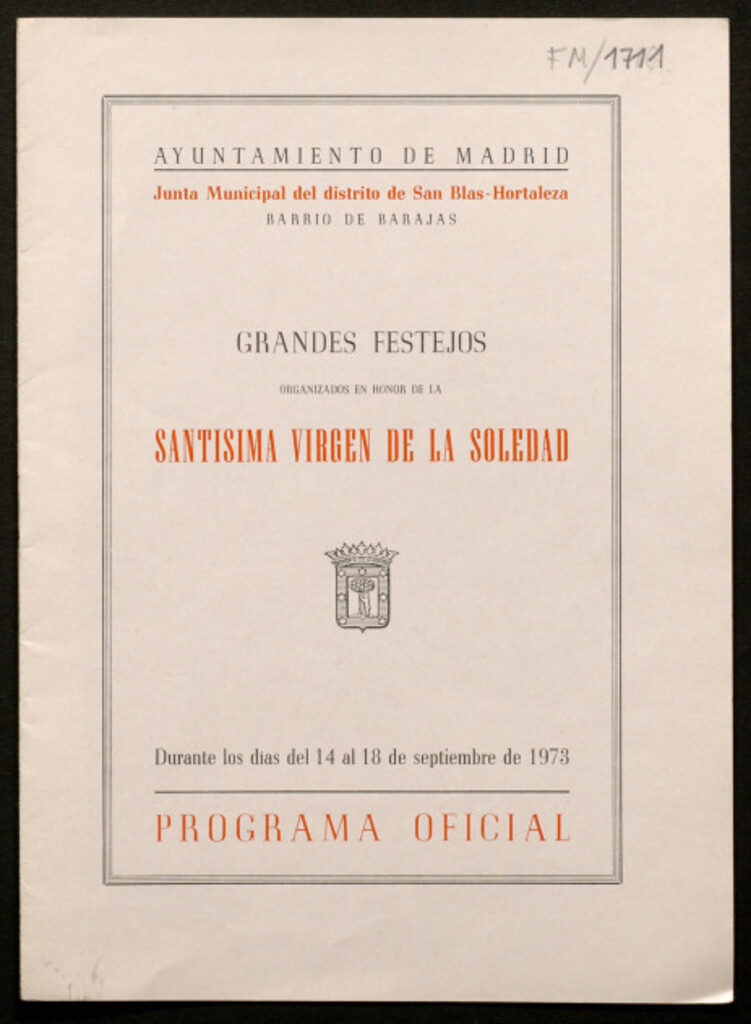 FM/1711
AYUNTAMIENTO DE MADRID
Junta Municipal del distrito de San Blas-Hortaleza
BARRIO DE BARAJAS
GRANDES FESTEJOS
ORGANIZADOS EN HONOR DE LA
SANTISIMA VIRGEN DE LA SOLEDAD
Durante los dias del 14 al 18 de septiembre de 1973
PROGRAMA OFICIAL